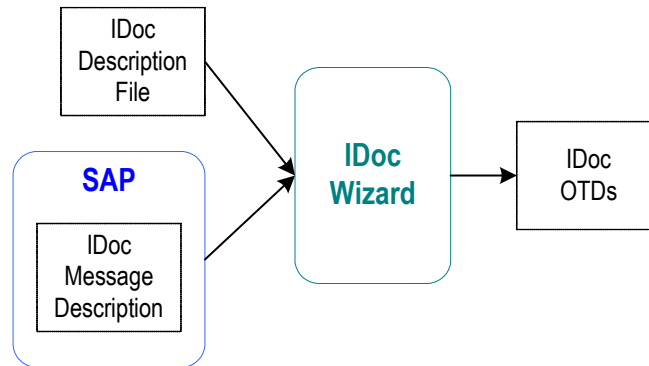 IDoc
Description
File
SAP
IDoc
Message
Description
IDoc
Wizard
IDoc
OTDs